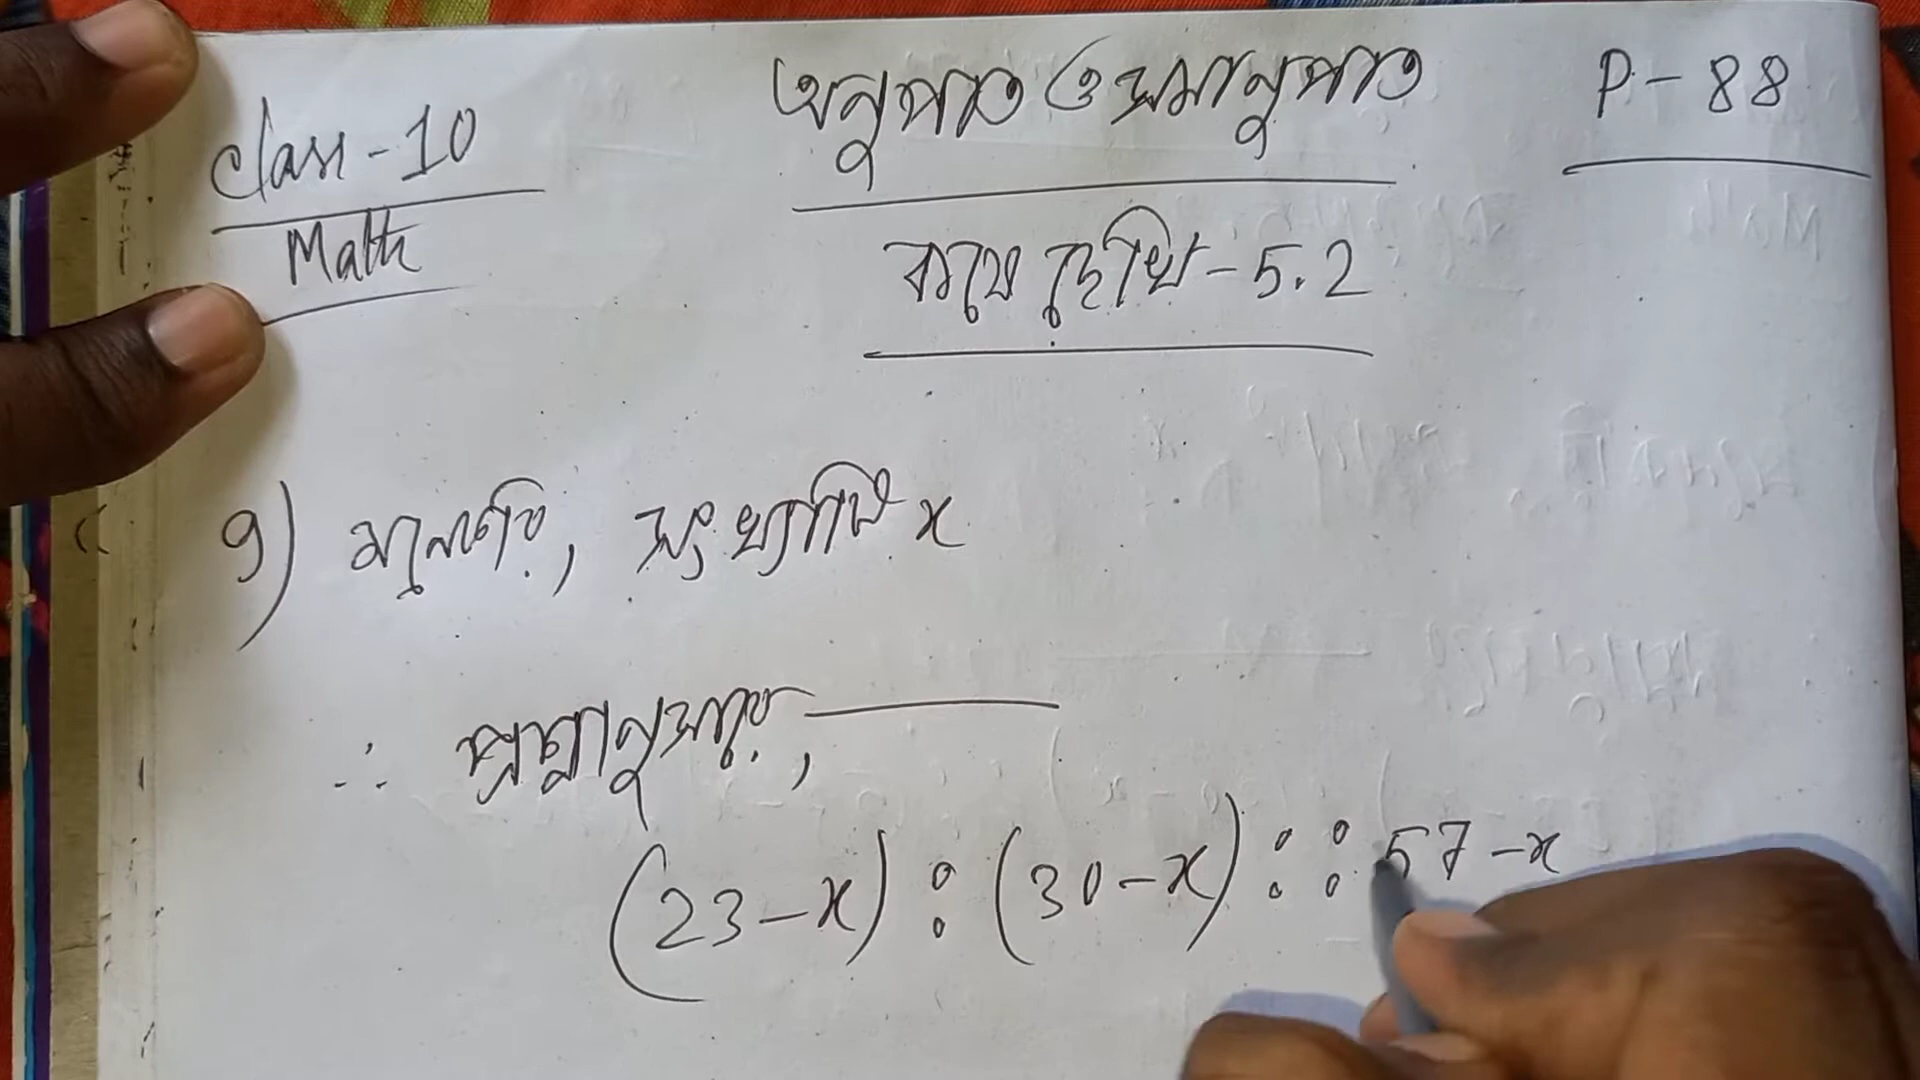 Class-10
Math
অনুপাত ও সমানুপাত
P-88
কষে দেখি-5.2
9) মনেকরি, সংখ্যাটি x
∴ প্রশ্নানুসারে,
(23-x) : (30-x) :: 57-x